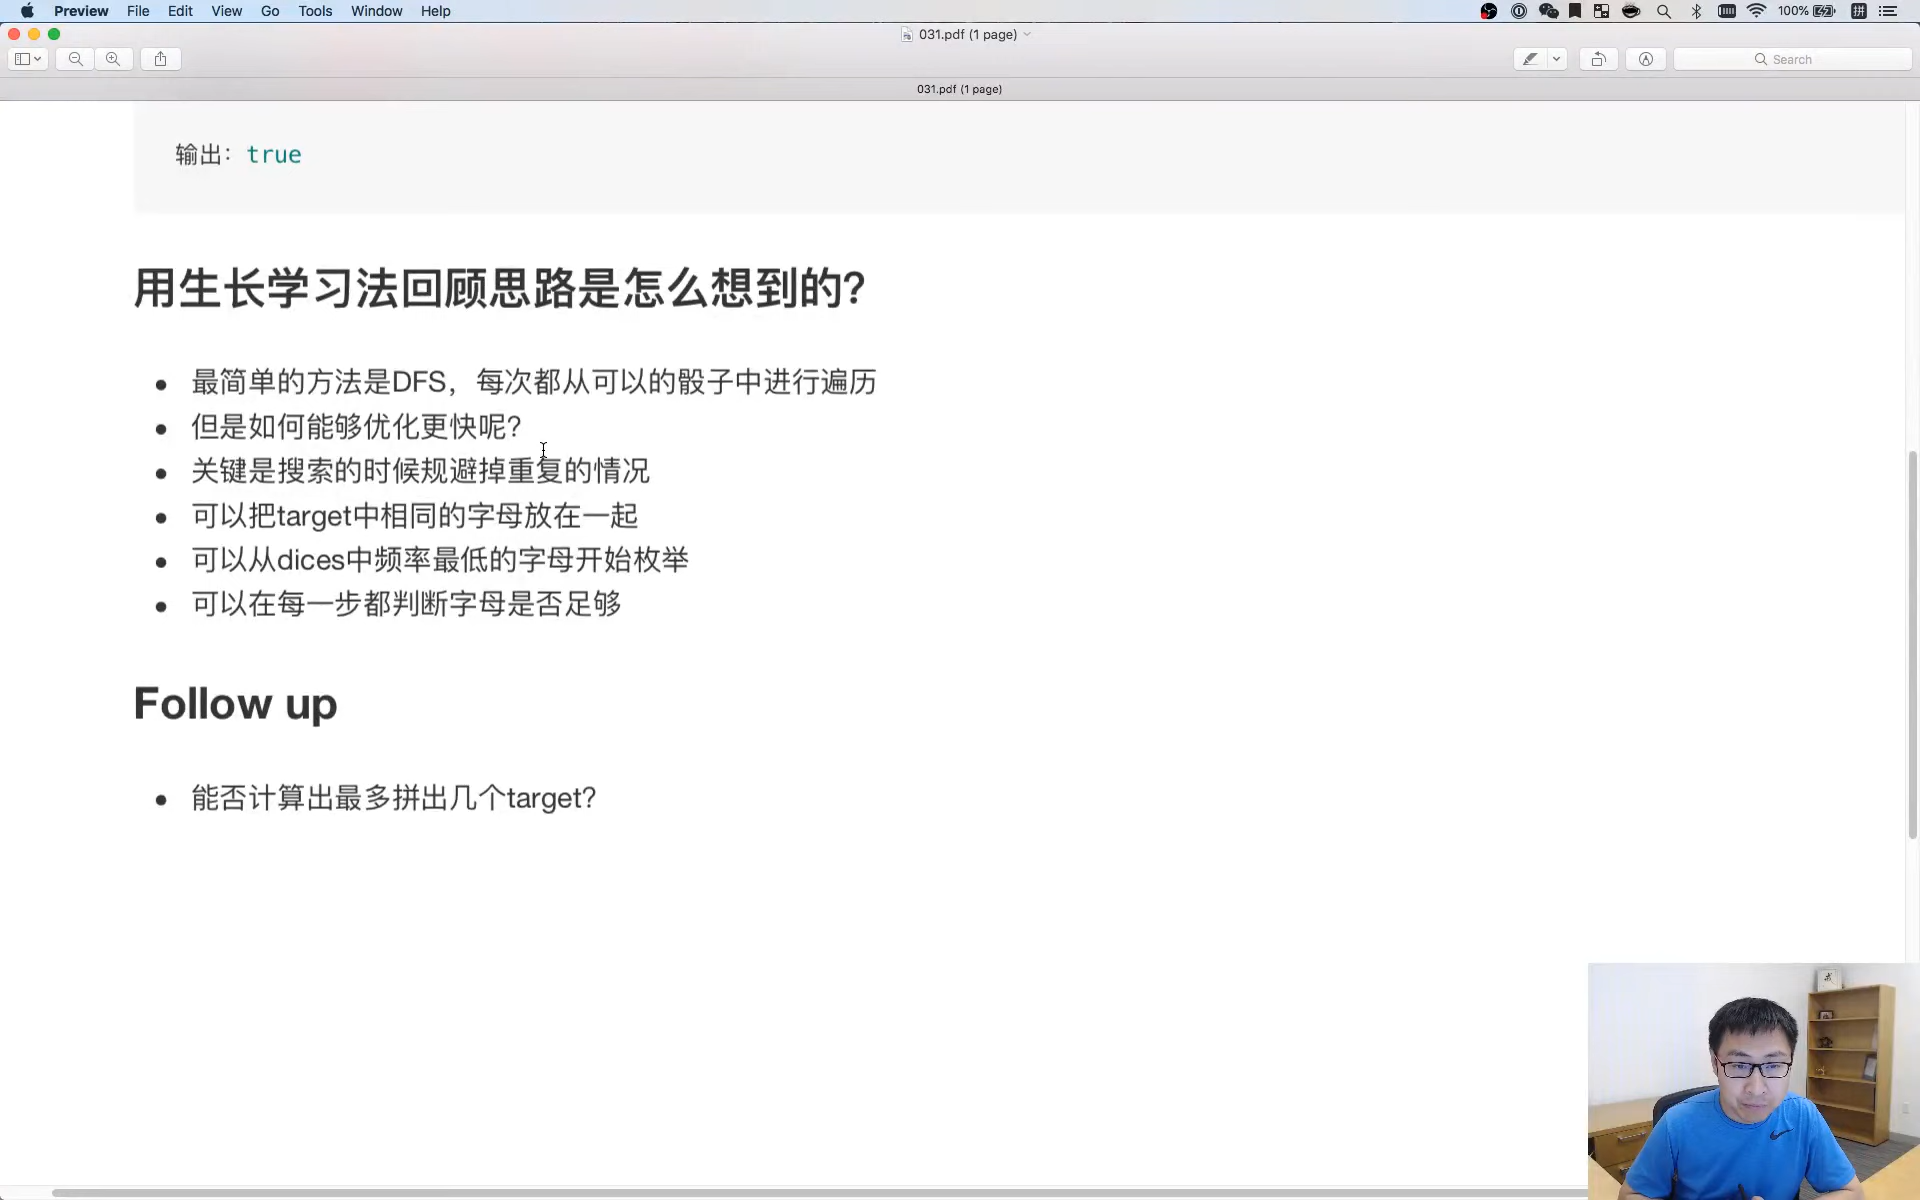 Preview File Edit View Go Tools Window Help
100%
拼
031.pdf (1 page)
Search
031.pdf (1 page)
输出：true
用生长学习法回顾思路是怎么想到的？
最简单的方法是DFS，每次都从可以的骰子中进行遍历
但是如何能够优化更快呢？
关键是搜索的时候规避掉重复的情况
可以把target中相同的字母放在一起
可以从dices中频率最低的字母开始枚举
可以在每一步都判断字母是否足够
Follow up
能否计算出最多拼出几个target？